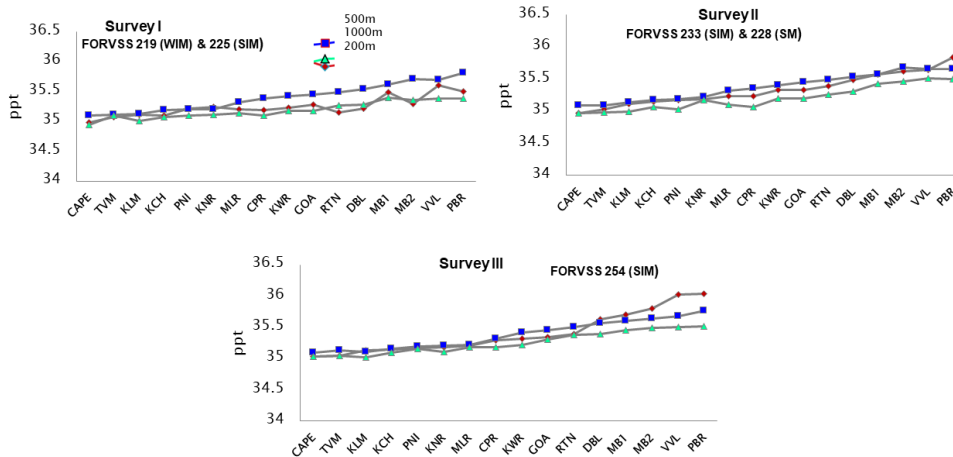 Survey I
FORVSS 219 (WIM) & 225 (SIM)
500m
1000m
200m
36.5
36
35.5
35
34.5
34
ppt
CAPE
TVM
KLM
KCH
PNI
KNR
MLR
CPR
KWR
GOA
RTN
DBL
MB1
MB2
VVL
PBR
Survey II
FORVSS 233 (SIM) & 228 (SM)
36.5
36
35.5
35
34.5
34
ppt
CAPE
TVM
KLM
KCH
PNI
KNR
MLR
CPR
KWR
GOA
RTN
DBL
MB1
MB2
VVL
PBR
Survey III
FORVSS 254 (SIM)
36.5
36
35.5
35
34.5
34
ppt
CAPE
TVM
KLM
KCH
PNI
KNR
MLR
CPR
KWR
GOA
RTN
DBL
MB1
MB2
VVL
PBR